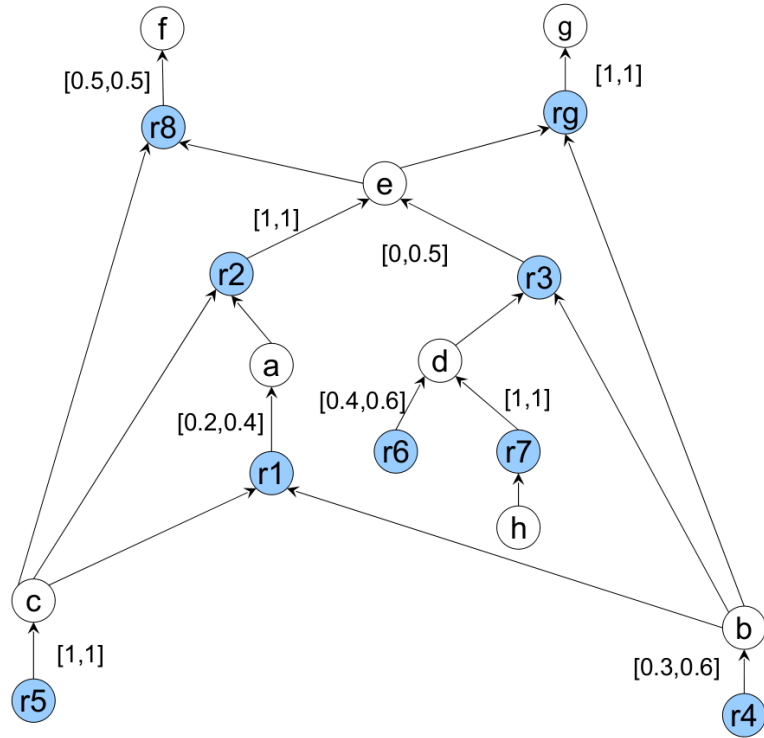 f
g
[0.5,0.5]
[1,1]
r8
rg
e
[1,1]
[0,0.5]
r2
r3
a
d
[0.2,0.4]
[0.4,0.6]
[1,1]
r1
r6
r7
h
c
b
[1,1]
[0.3,0.6]
r5
r4